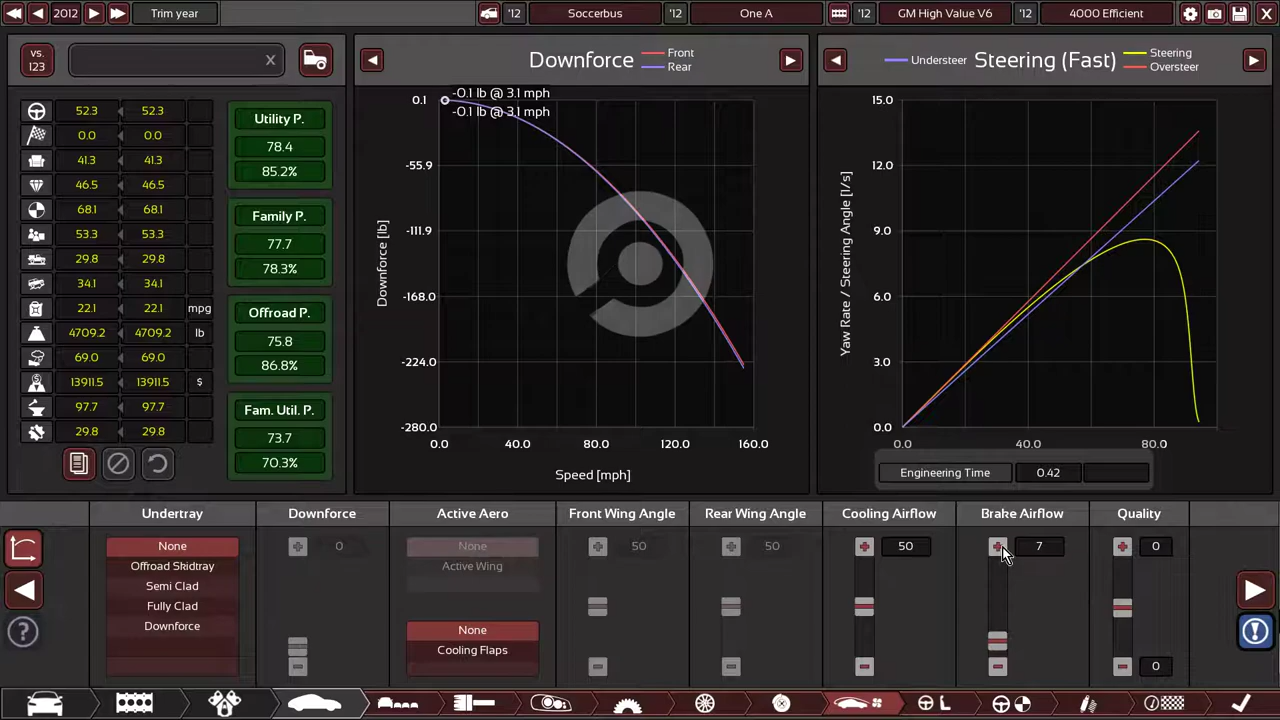 2012
Trim year
'12
Soccerbus
'12
One A
'12
GM High Value V6
'12
4000 Efficient
vs.
123
x
52.3 52.3
0.0 0.0
41.3 41.3
46.5 46.5
68.1 68.1
53.3 53.3
29.8 29.8
34.1 34.1
22.1 22.1 mpg
4709.2 4709.2 lb
69.0 69.0
13911.5 13911.5 $
97.7 97.7
29.8 29.8
Utility P.
78.4
85.2%
Family P.
77.7
78.3%
Offroad P.
75.8
86.8%
Fam. Util. P.
73.7
70.3%
Downforce
Front
Rear
-0.1 lb @ 3.1 mph
-0.1 lb @ 3.1 mph
0.1
-55.9
-111.9
-168.0
-224.0
-280.0
Downforce [lb]
0.0 40.0 80.0 120.0 160.0
Speed [mph]
Understeer
Steering (Fast)
Steering
Oversteer
15.0
12.0
9.0
6.0
3.0
0.0
Yaw Rate / Steering Angle [1/s]
0.0 40.0 80.0
Engineering Time 0.42
Undertray
None
Offroad Skidtray
Semi Clad
Fully Clad
Downforce
Downforce
0
Active Aero
None
Active Wing
None
Cooling Flaps
Front Wing Angle
50
Rear Wing Angle
50
Cooling Airflow
50
Brake Airflow
7
Quality
0
0